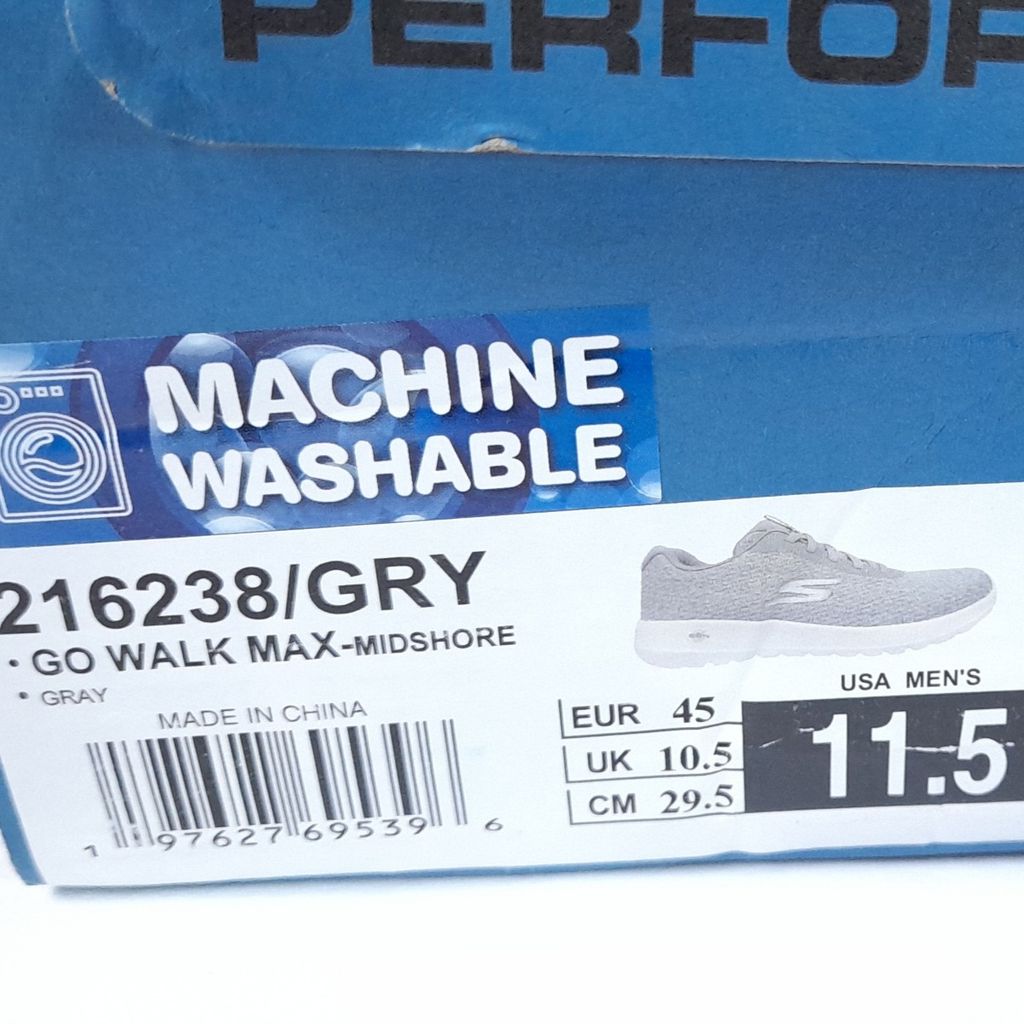 PERFO
MACHINE
WASHABLE
216238/GRY
• GO WALK MAX-MIDSHORE
• GRAY
MADE IN CHINA
1 97627 69539 6
USA MEN'S
EUR 45
UK 10.5
CM 29.5
11.5